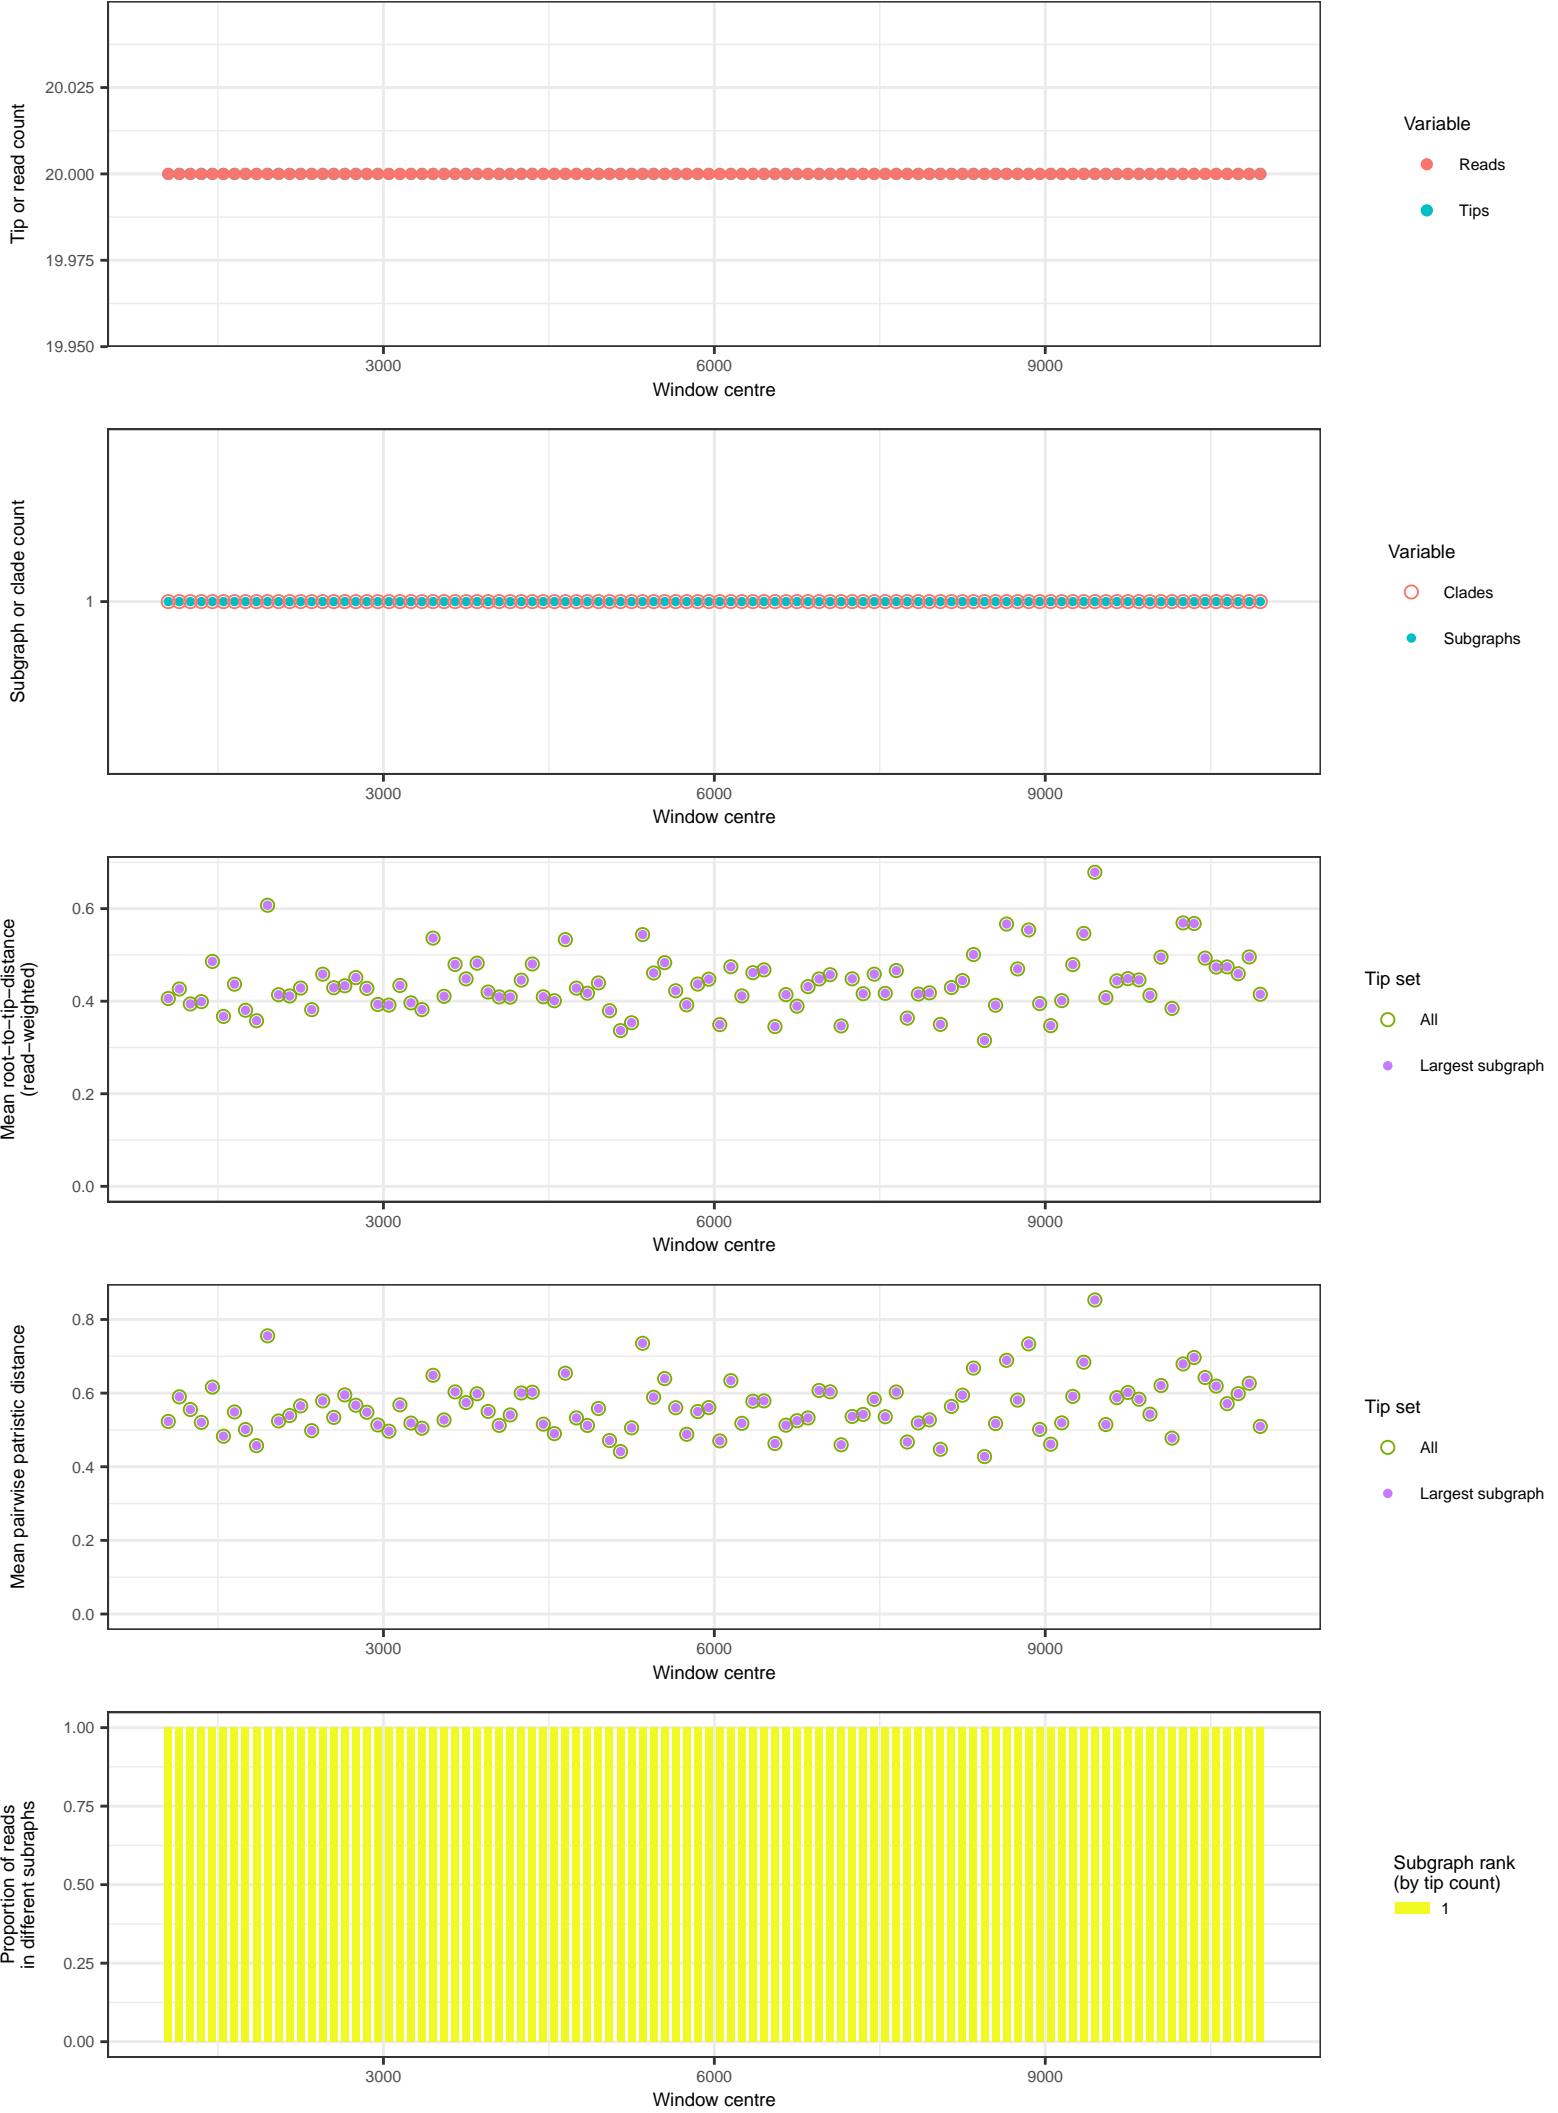 Tip or read count
20.025
20.000
19.975
19.950
3000
6000
9000
Window centre
Variable
Reads
Tips
Subgraph or clade count
1
3000
6000
9000
Window centre
Variable
Clades
Subgraphs
Mean root−to−tip−distance
(read−weighted)
0.6
0.4
0.2
0.0
3000
6000
9000
Window centre
Tip set
All
Largest subgraph
Mean pairwise patristic distance
0.8
0.6
0.4
0.2
0.0
3000
6000
9000
Window centre
Tip set
All
Largest subgraph
Proportion of reads
in different subraphs
1.00
0.75
0.50
0.25
0.00
3000
6000
9000
Window centre
Subgraph rank
(by tip count)
1